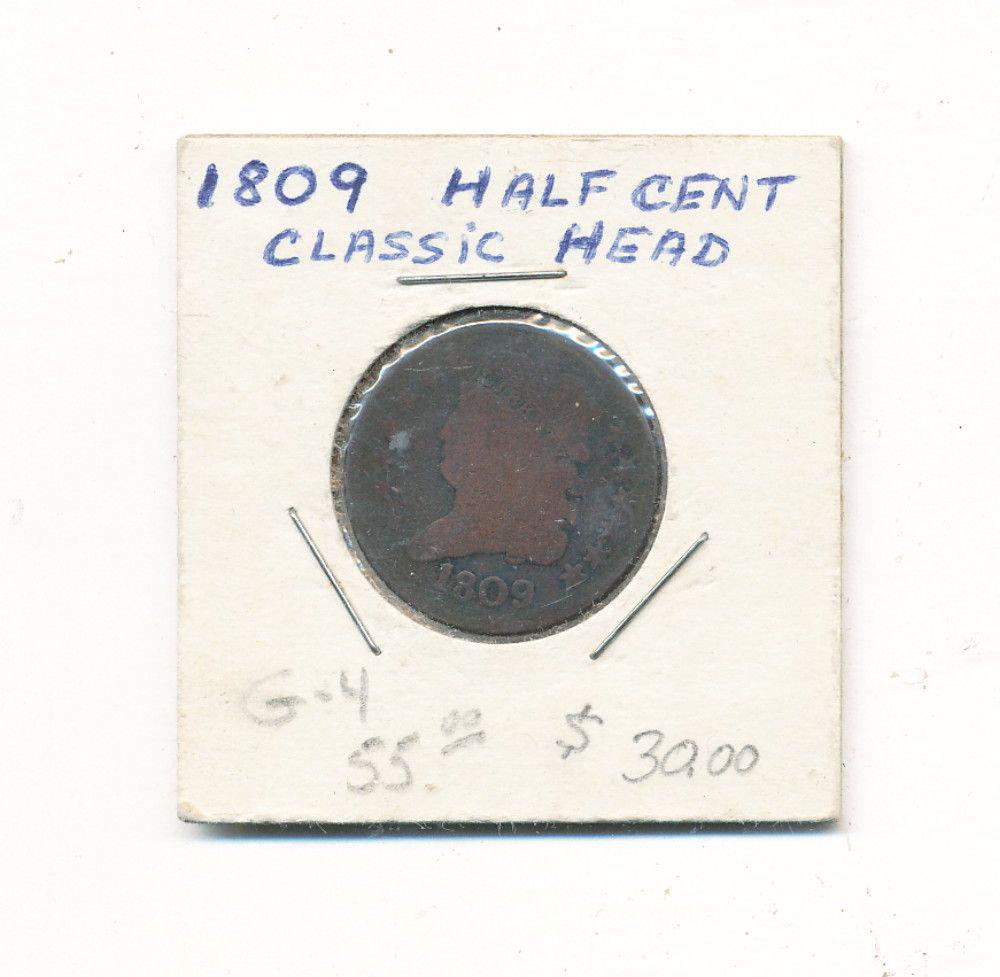 1809 HALF CENT
CLASSIC HEAD
1809
G-4
55.00 $ 30.00